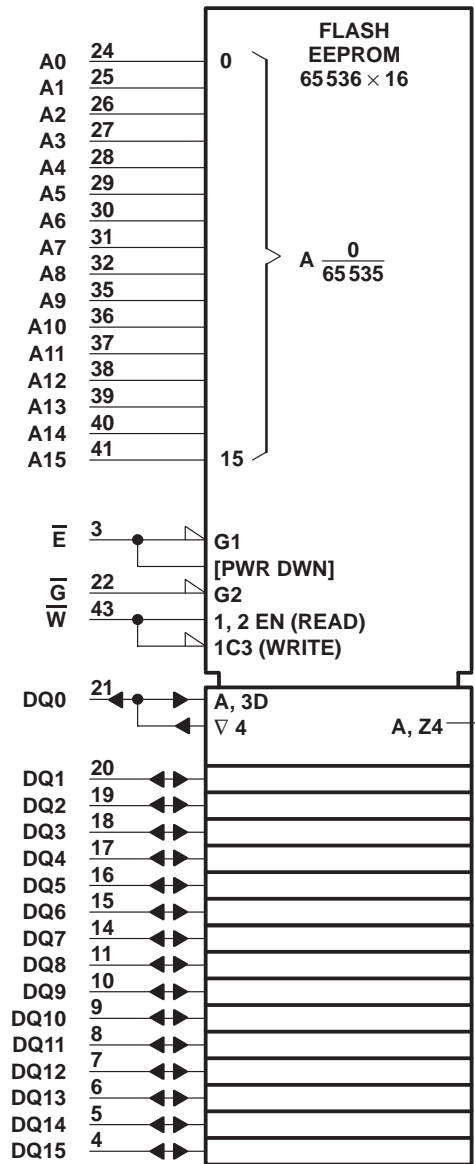 FLASH
EEPROM
65 536 × 16
A0 24 0
A1 25
A2 26
A3 27
A4 28
A5 29
A6 30
A7 31
A8 32
A 0
65 535
A9 35
A10 36
A11 37
A12 38
A13 39
A14 40
A15 41 15
E̅ 3 G1
[PWR DWN]
G̅ 22 G2
W̅ 43 1, 2 EN (READ)
1C3 (WRITE)
DQ0 21 A, 3D
∇ 4 A, Z4
DQ1 20
DQ2 19
DQ3 18
DQ4 17
DQ5 16
DQ6 15
DQ7 14
DQ8 11
DQ9 10
DQ10 9
DQ11 8
DQ12 7
DQ13 6
DQ14 5
DQ15 4